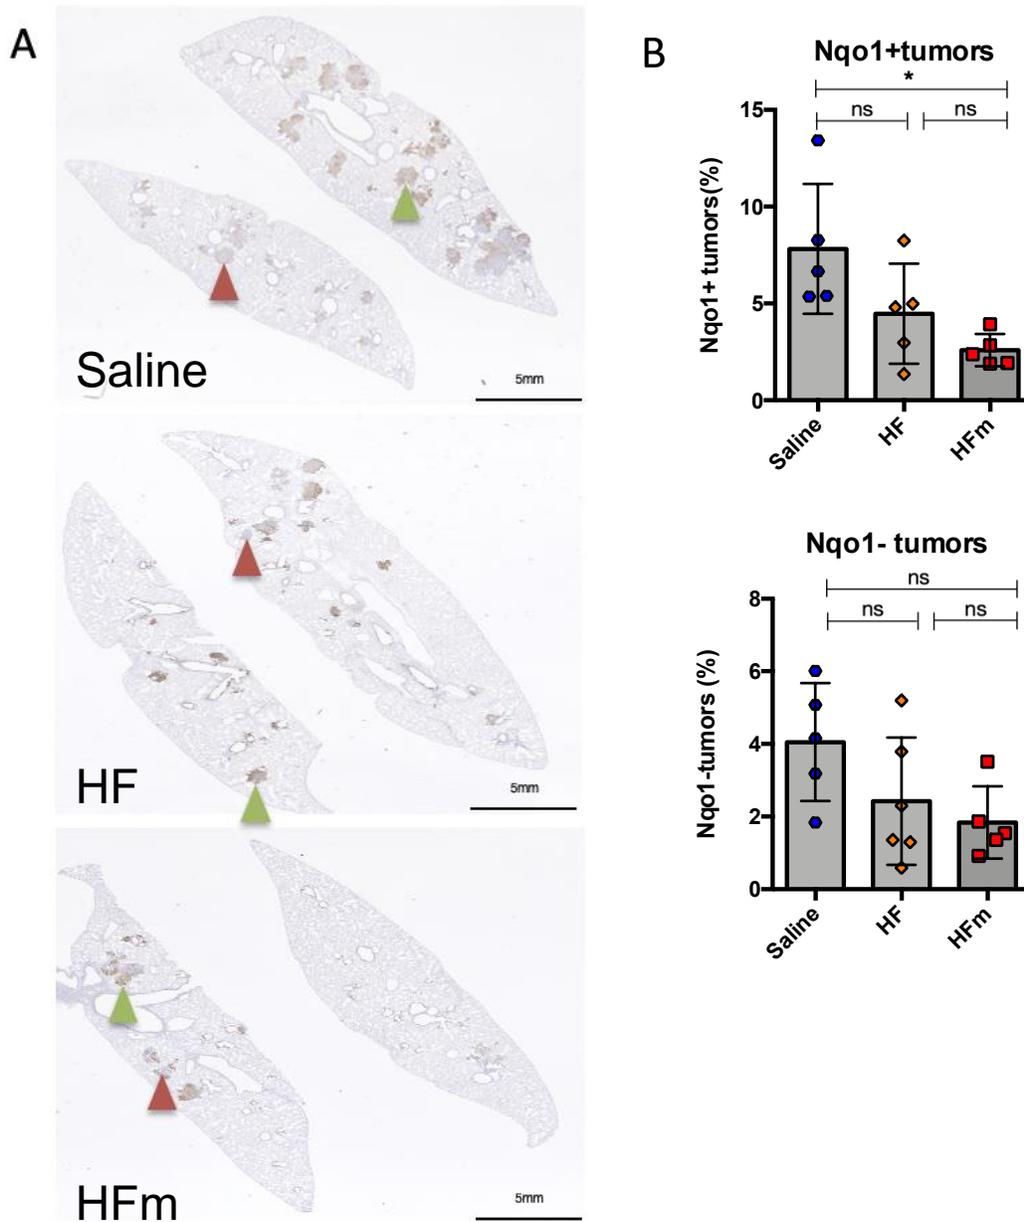 A
Saline
5mm
HF
5mm
HFm
5mm
B
Nqo1+tumors
*
ns
ns
Nqo1+ tumors(%)
15
10
5
0
Saline
HF
HFm
Nqo1- tumors
ns
ns
ns
Nqo1-tumors (%)
8
6
4
2
0
Saline
HF
HFm